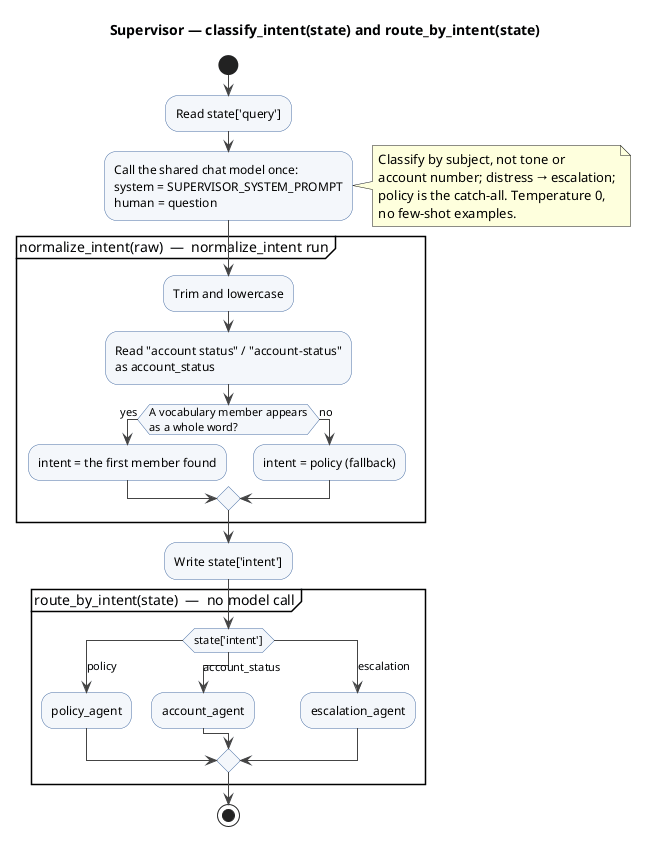 Supervisor — classify_intent(state) and route_by_intent(state)
Read state['query']
Call the shared chat model once:
system = SUPERVISOR_SYSTEM_PROMPT
human = question
Classify by subject, not tone or
account number; distress → escalation;
policy is the catch-all. Temperature 0,
no few-shot examples.
normalize_intent(raw) — normalize_intent run
Trim and lowercase
Read "account status" / "account-status"
as account_status
yes
A vocabulary member appears
as a whole word?
no
intent = the first member found
intent = policy (fallback)
Write state['intent']
route_by_intent(state) — no model call
state['intent']
policy
account_status
escalation
policy_agent
account_agent
escalation_agent